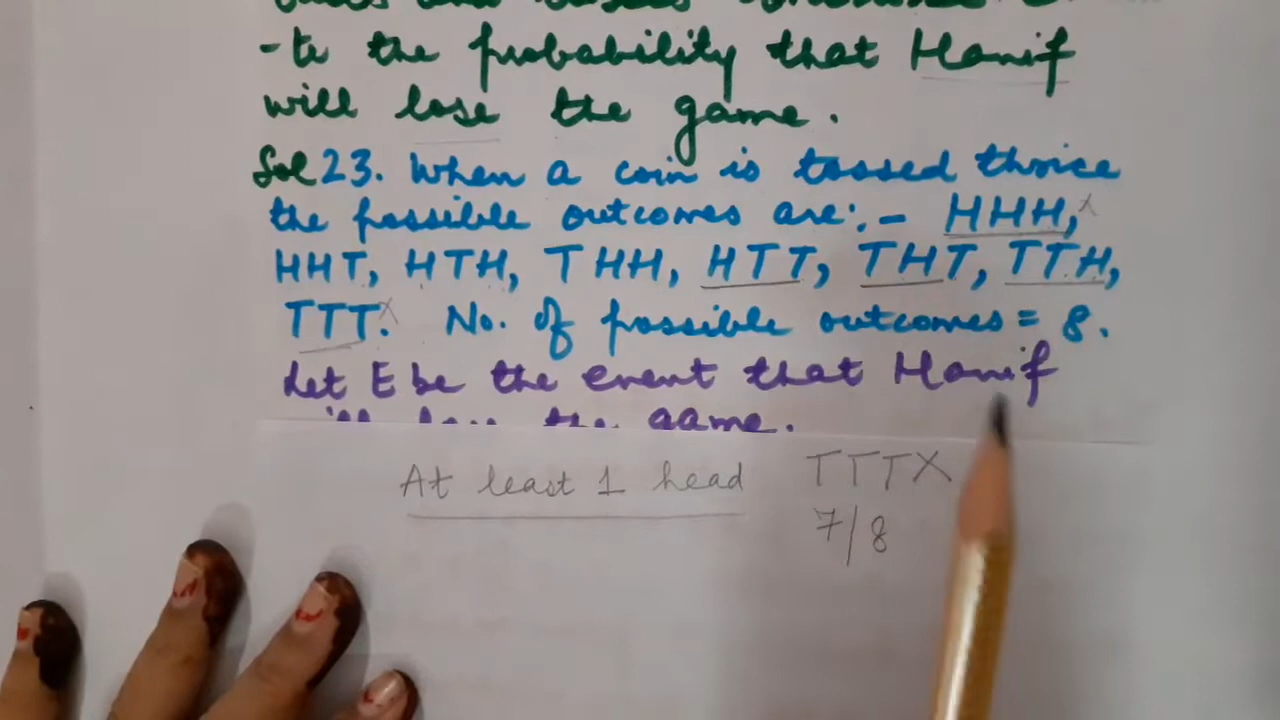 -te the probability that Hanif
will lose the game.
Sol 23. When a coin is tossed thrice
the possible outcomes are:- HHH, x
HHT, HTH, THH, HTT, THT, TTH,
TTT. x No. of possible outcomes = 8.
Let E be the event that Hanif
the game.
At least 1 head TTT X
7/8